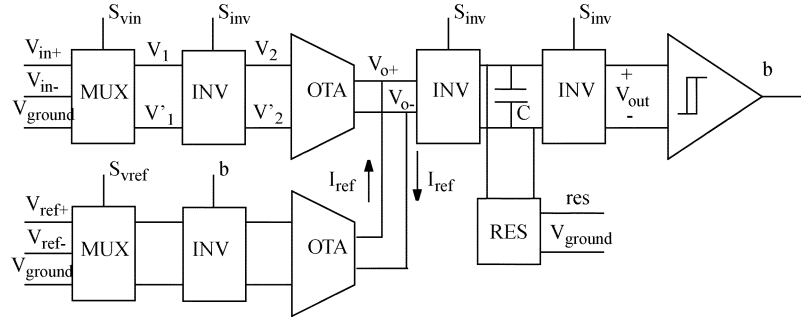 S_vin S_inv S_inv S_inv
V_in+ V_1 V_2 V_o+ + b
V_in- MUX INV OTA INV C INV V_out
V_ground V'_1 V'_2 V_o- -
S_vref b I_ref I_ref
V_ref+ res
V_ref- MUX INV OTA RES V_ground
V_ground